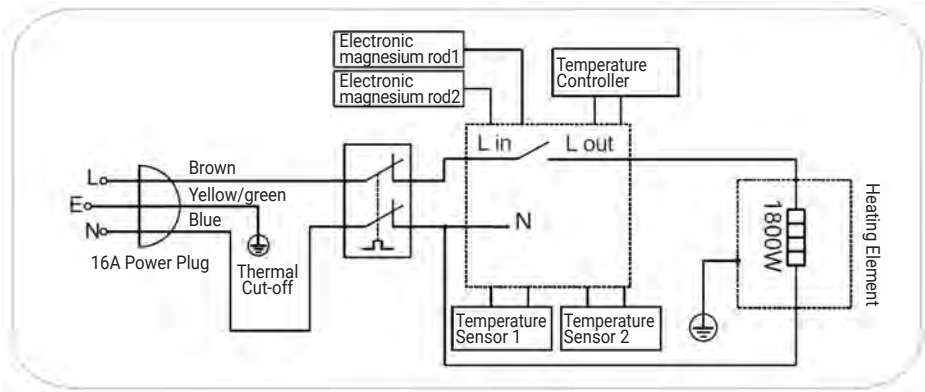 Electronic
magnesium rod1
Electronic
magnesium rod2
Temperature
Controller
L in
L out
L
Brown
E
Yellow/green
N
Blue
N
16A Power Plug
Thermal
Cut-off
1800W
Heating Element
Temperature
Sensor 1
Temperature
Sensor 2